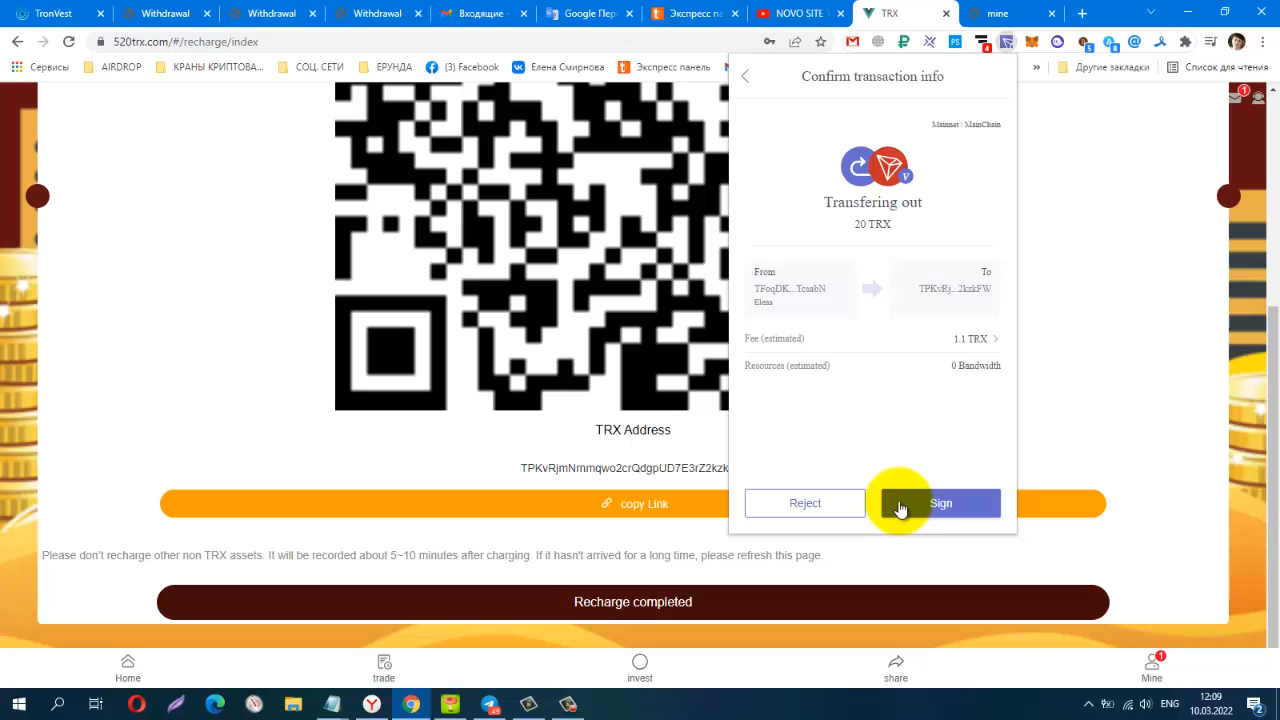 TronVest
Withdrawal
Withdrawal
Withdrawal
Входящие -
Google Пер
Экспресс па
NOVO SITE
TRX
mine
520trx.com/#/recharge/index
Сервисы
AIRDROP
КРАНЫ КРИПТОВА...
СОЦ. СЕТИ
ЕРУНДА
(3) Facebook
Елена Смирнова
Экспресс панель
»
Другие закладки
Список для чтения
Confirm transaction info
Mainnet / MainChain
Transfering out
20 TRX
From
To
TFoqDK...TcsabN
TPKvRj...2kzkFW
Elena
Fee (estimated)
1.1 TRX
Resources (estimated)
0 Bandwidth
Reject
Sign
TRX Address
TPKvRjmNrnmqwo2crQdgpUD7E3rZ2kzk
copy Link
Please don't recharge other non TRX assets. It will be recorded about 5~10 minutes after charging. If it hasn't arrived for a long time, please refresh this page.
Recharge completed
Home
trade
invest
share
Mine
1
1
ENG
12:09
10.03.2022
2